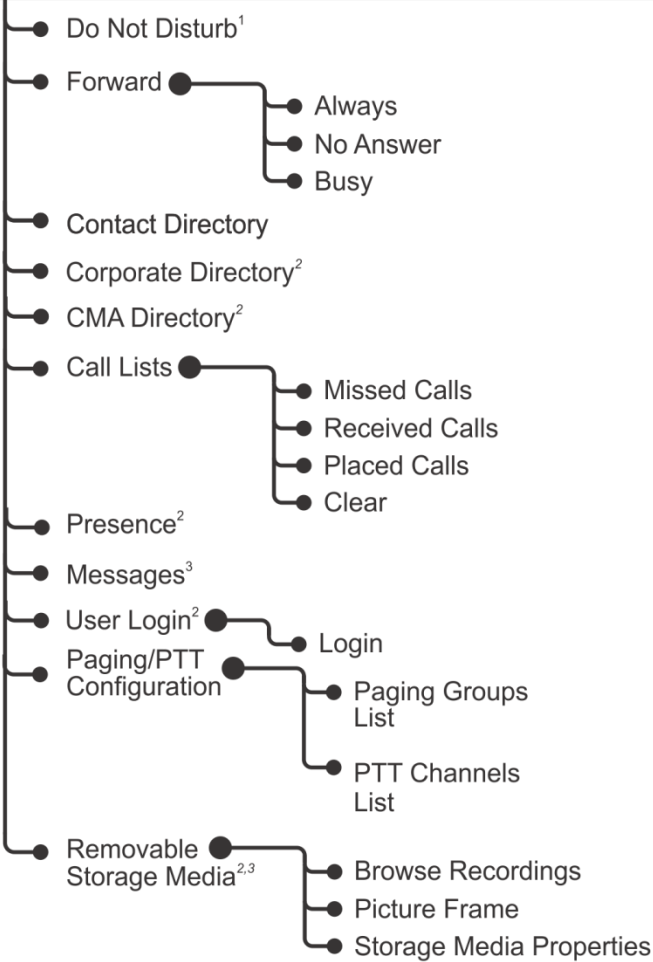 Do Not Disturb¹
Forward
Always
No Answer
Busy
Contact Directory
Corporate Directory²
CMA Directory²
Call Lists
Missed Calls
Received Calls
Placed Calls
Clear
Presence²
Messages³
User Login²
Login
Paging/PTT
Configuration
Paging Groups
List
PTT Channels
List
Removable
Storage Media²,³
Browse Recordings
Picture Frame
Storage Media Properties